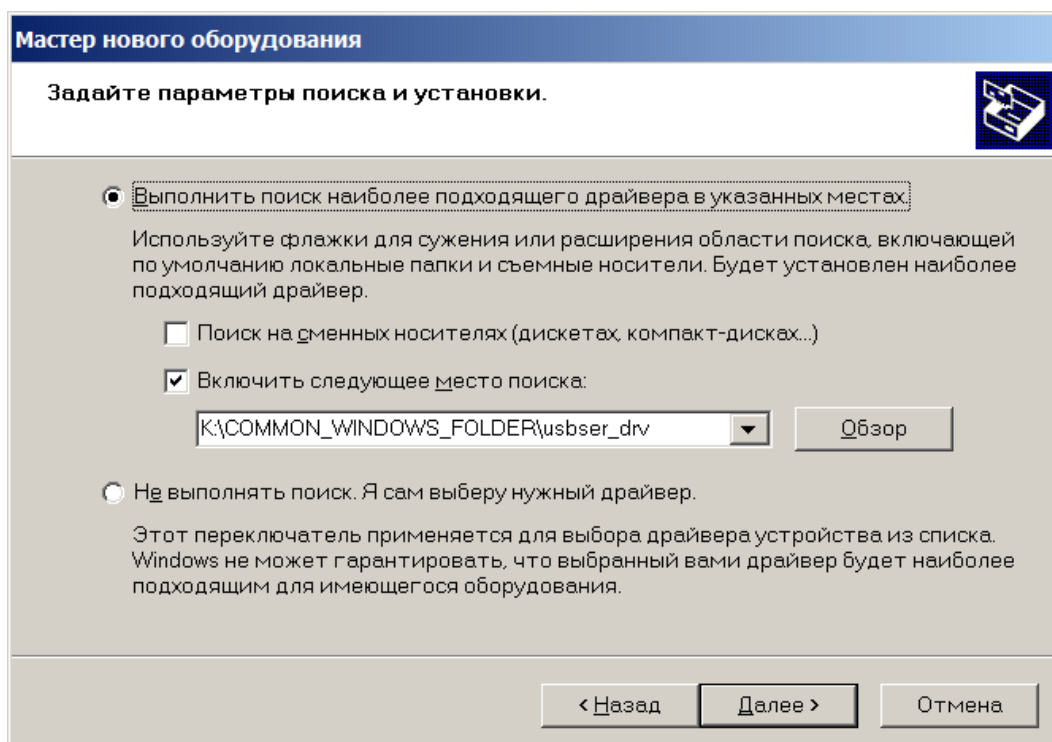 Мастер нового оборудования
Задайте параметры поиска и установки.
Выполнить поиск наиболее подходящего драйвера в указанных местах.
Используйте флажки для сужения или расширения области поиска, включающей
по умолчанию локальные папки и съемные носители. Будет установлен наиболее
подходящий драйвер.
Поиск на сменных носителях (дискетах, компакт-дисках...)
Включить следующее место поиска:
K:\COMMON_WINDOWS_FOLDER\usbser_drv
Обзор
Не выполнять поиск. Я сам выберу нужный драйвер.
Этот переключатель применяется для выбора драйвера устройства из списка.
Windows не может гарантировать, что выбранный вами драйвер будет наиболее
подходящим для имеющегося оборудования.
< Назад Далее > Отмена